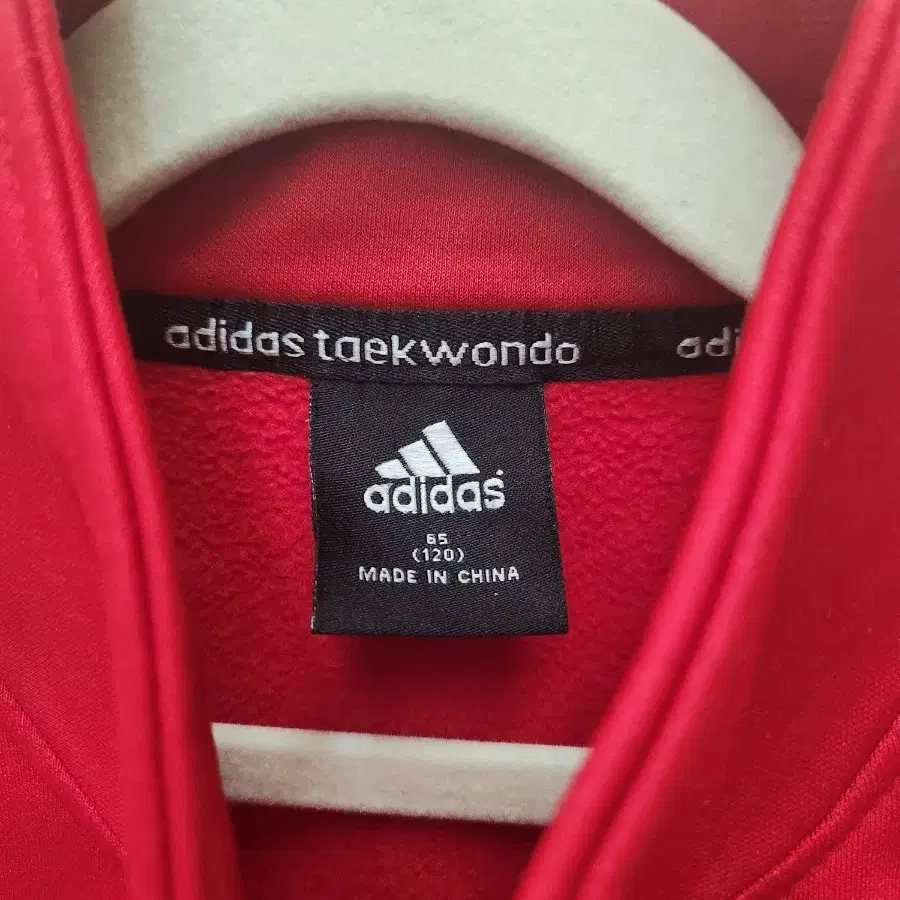 adidas taekwondo adi
adidas
65
(120)
MADE IN CHINA